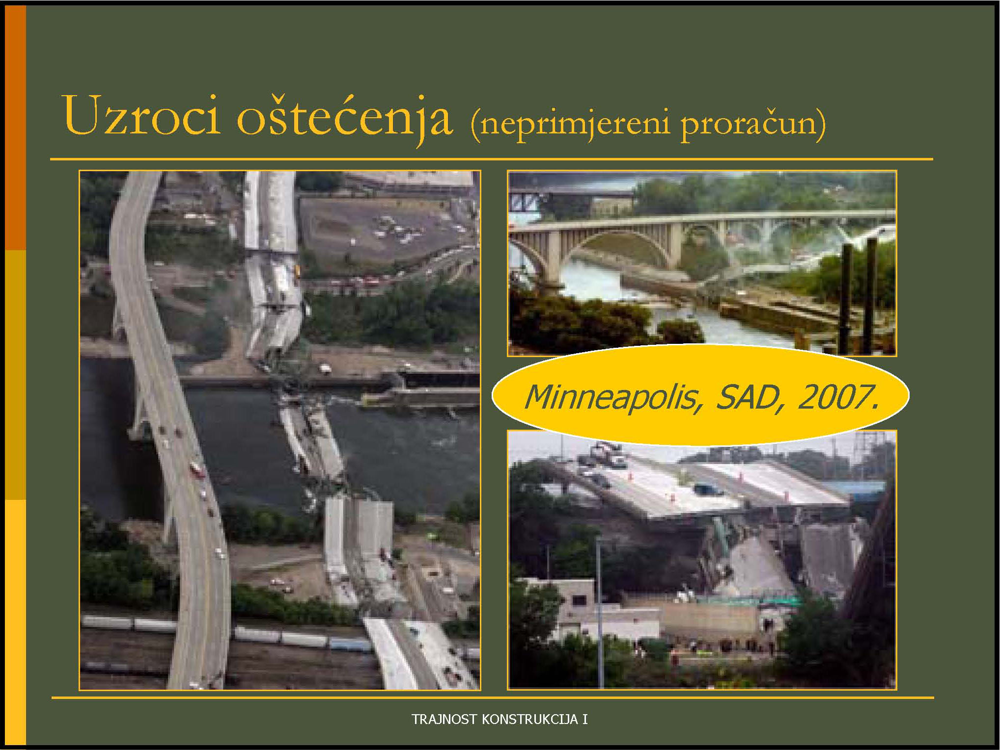 Uzroci oštećenja (neprimjereni proračun)
Minneapolis, SAD, 2007.
TRAJNOST KONSTRUKCIJA I